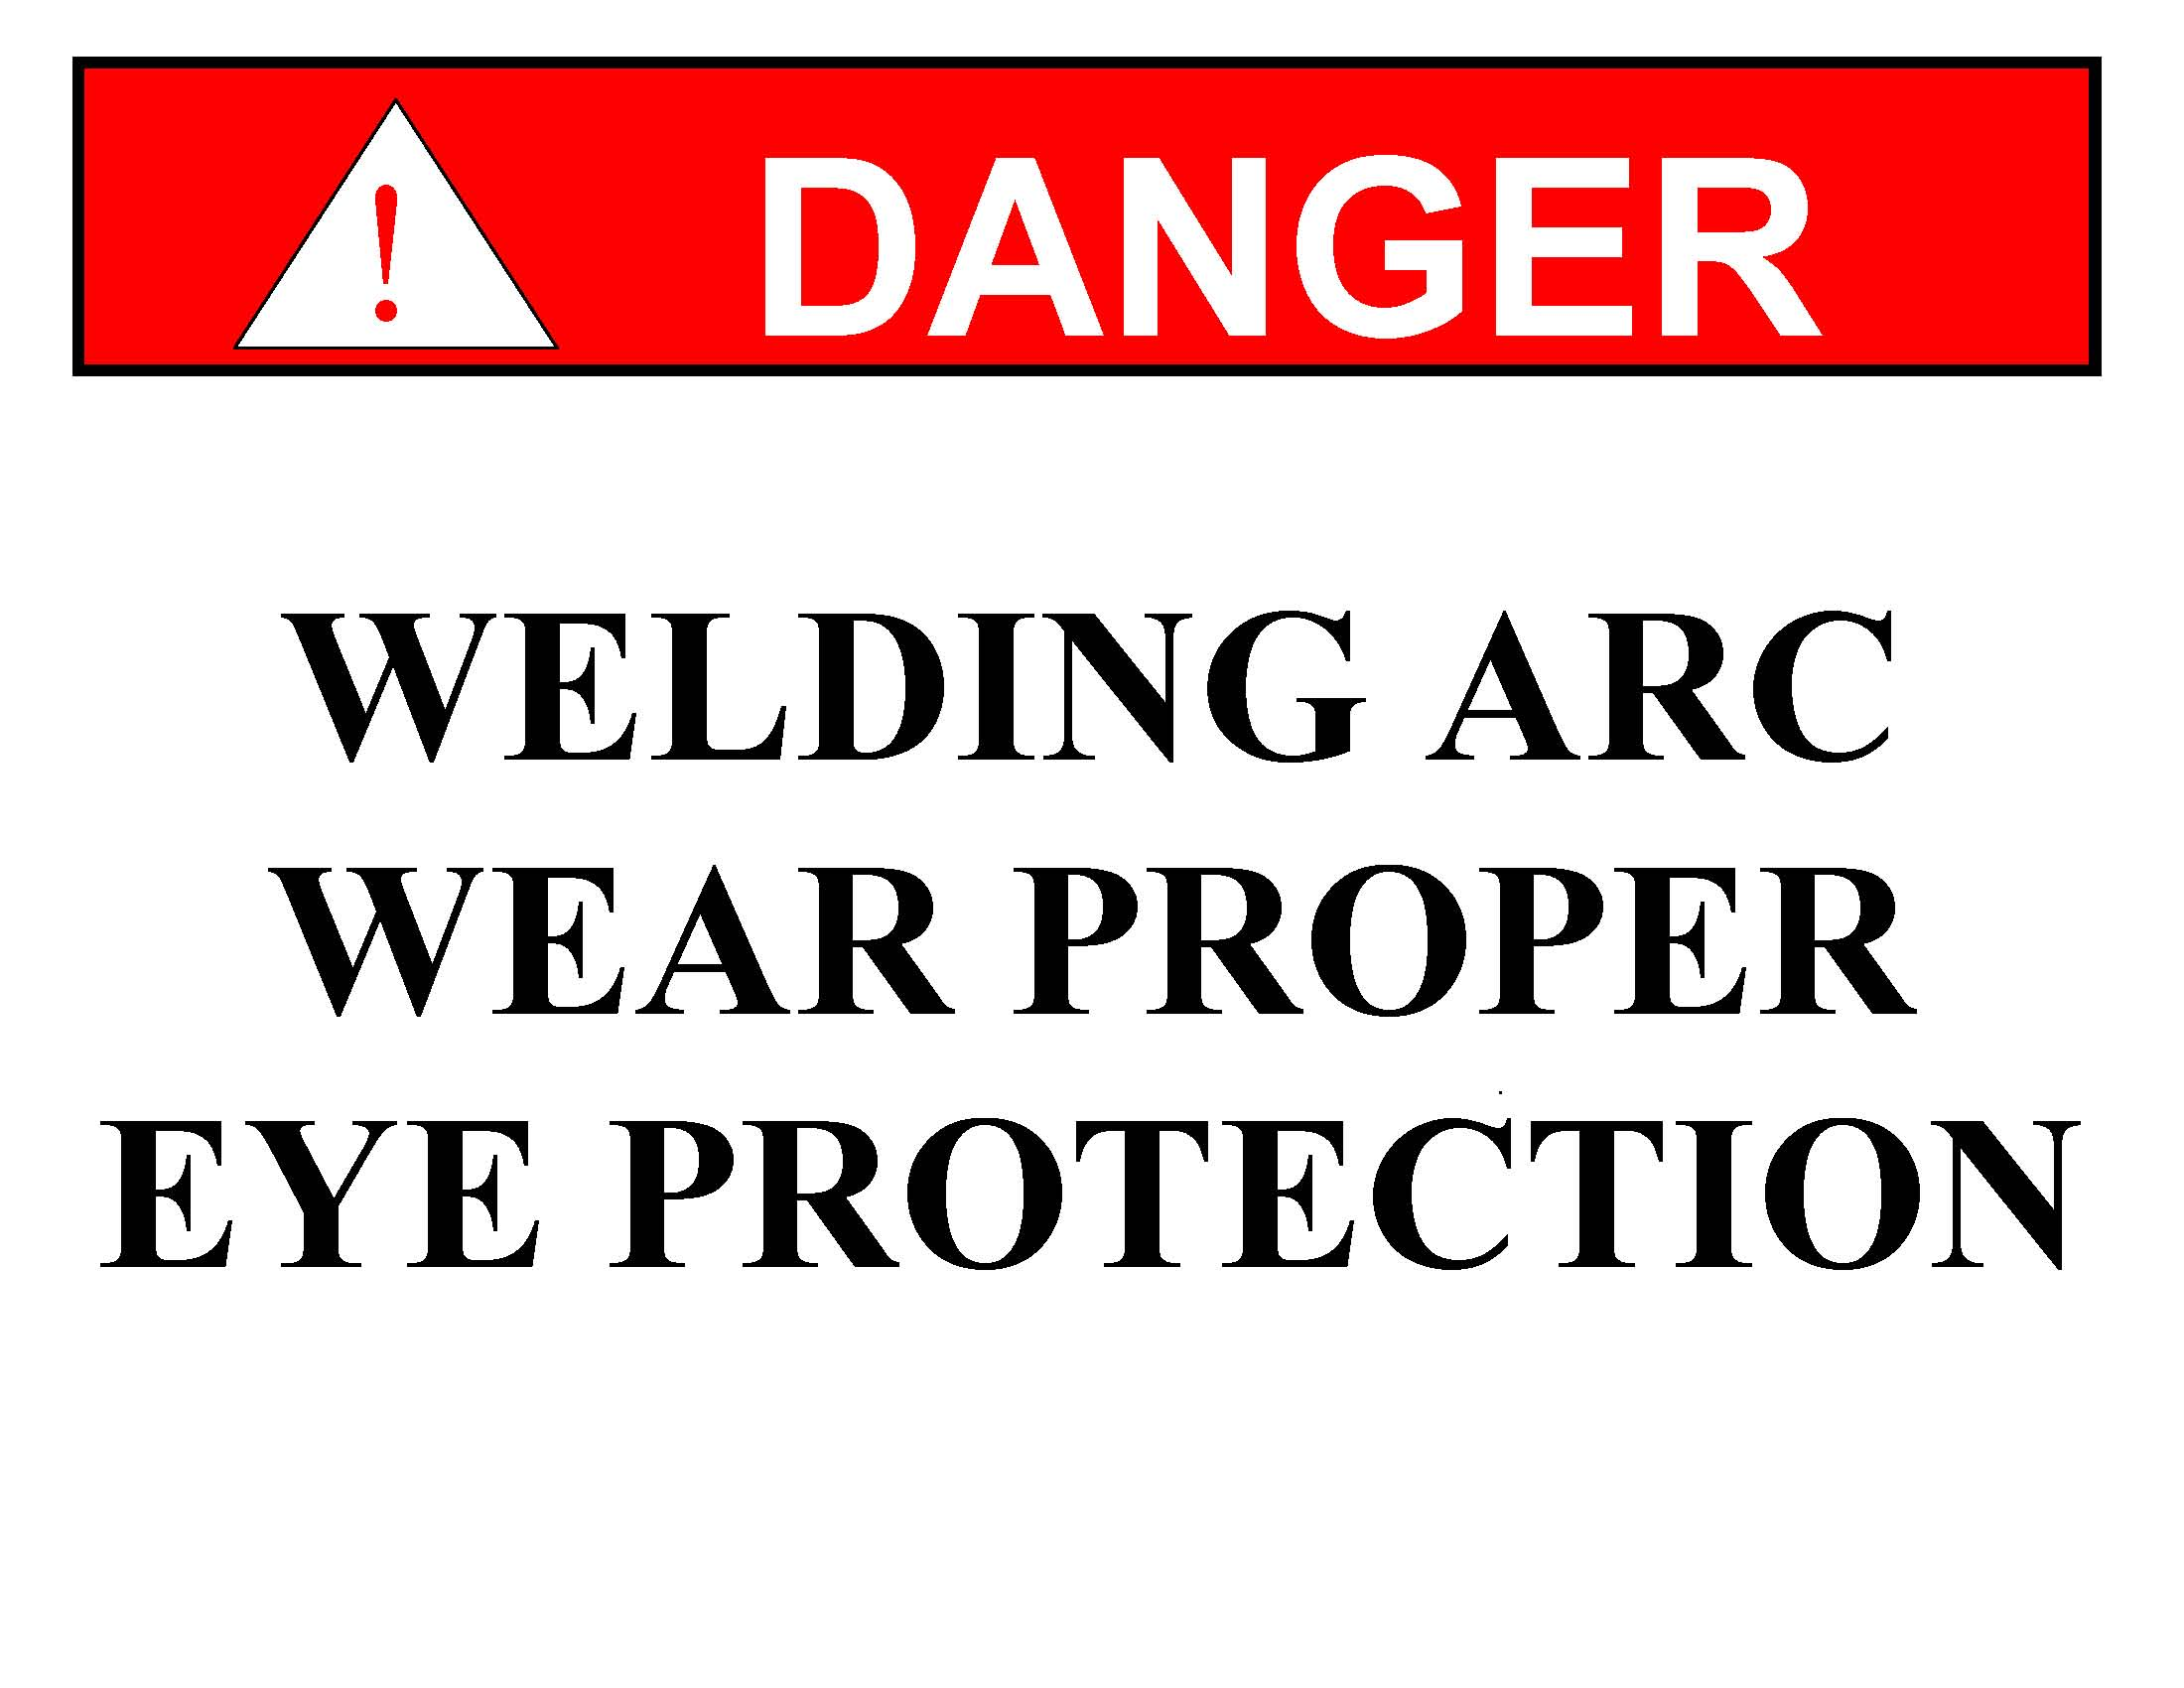 ! DANGER
WELDING ARC
WEAR PROPER
EYE PROTECTION